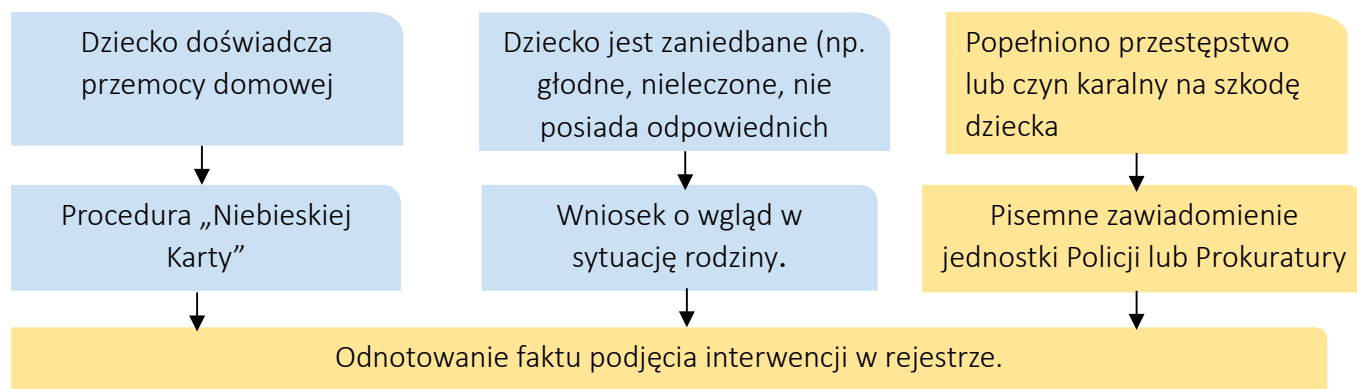 Dziecko doświadcza
przemocy domowej
Dziecko jest zaniedbane (np.
głodne, nieleczone, nie
posiada odpowiednich
Popełniono przestępstwo
lub czyn karalny na szkodę
dziecka
Procedura „Niebieskiej
Karty”
Wniosek o wgląd w
sytuację rodziny.
Pisemne zawiadomienie
jednostki Policji lub Prokuratury
Odnotowanie faktu podjęcia interwencji w rejestrze.